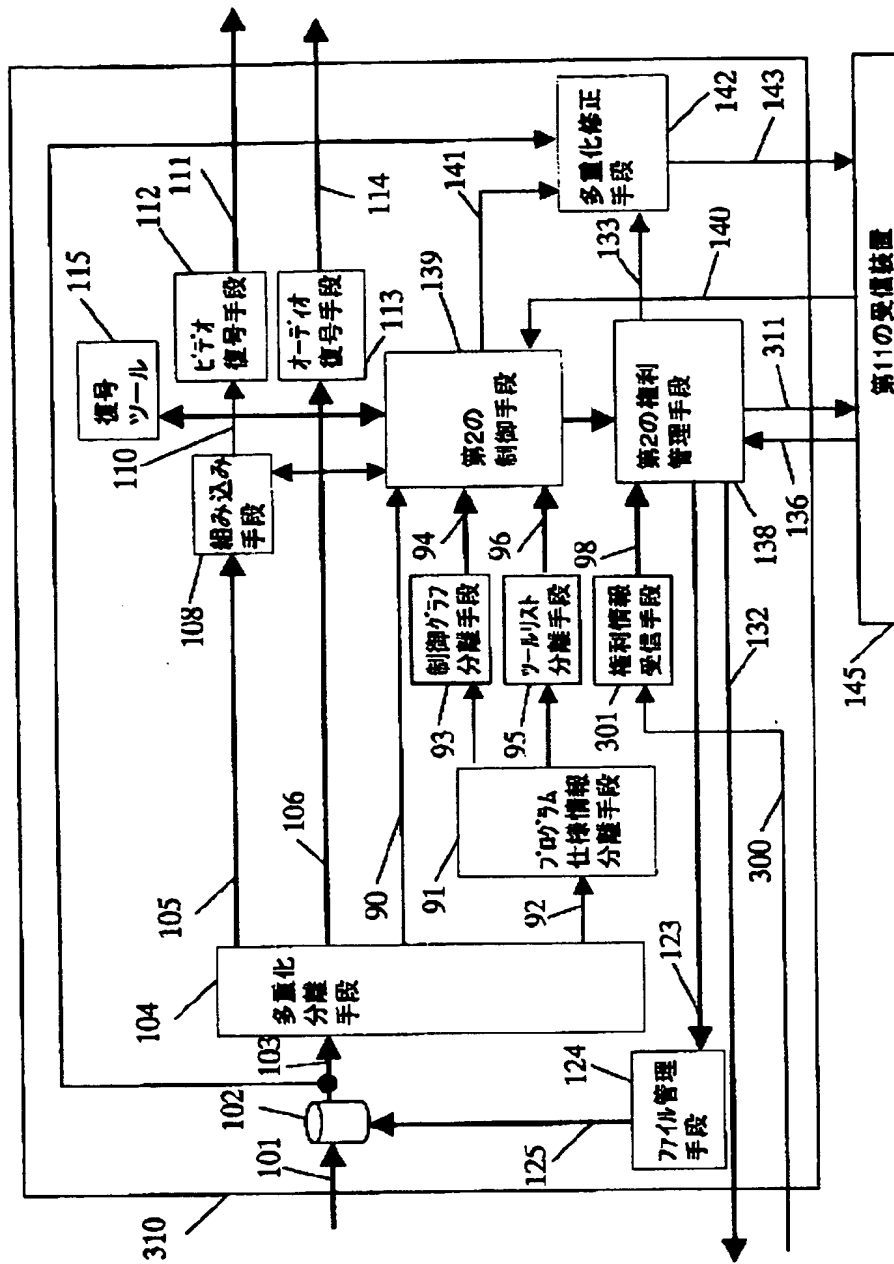 310
101
102
103
104
多重化
分離
手段
105
106
90
92
91
プログラム
仕様情報
分離手段
93
制御グラフ
分離手段
94
95
ツールリスト
分離手段
96
301
権利情報
受信手段
98
108
組み込み
手段
110
115
復号
ツール
112
ビデオ
復号手段
111
オーディオ
復号手段
113
114
139
第2の
制御手段
141
第2の権利
管理手段
138
133
140
142
多重化修正
手段
143
136
311
132
123
124
ファイル管理
手段
125
300
145
第11の受信装置